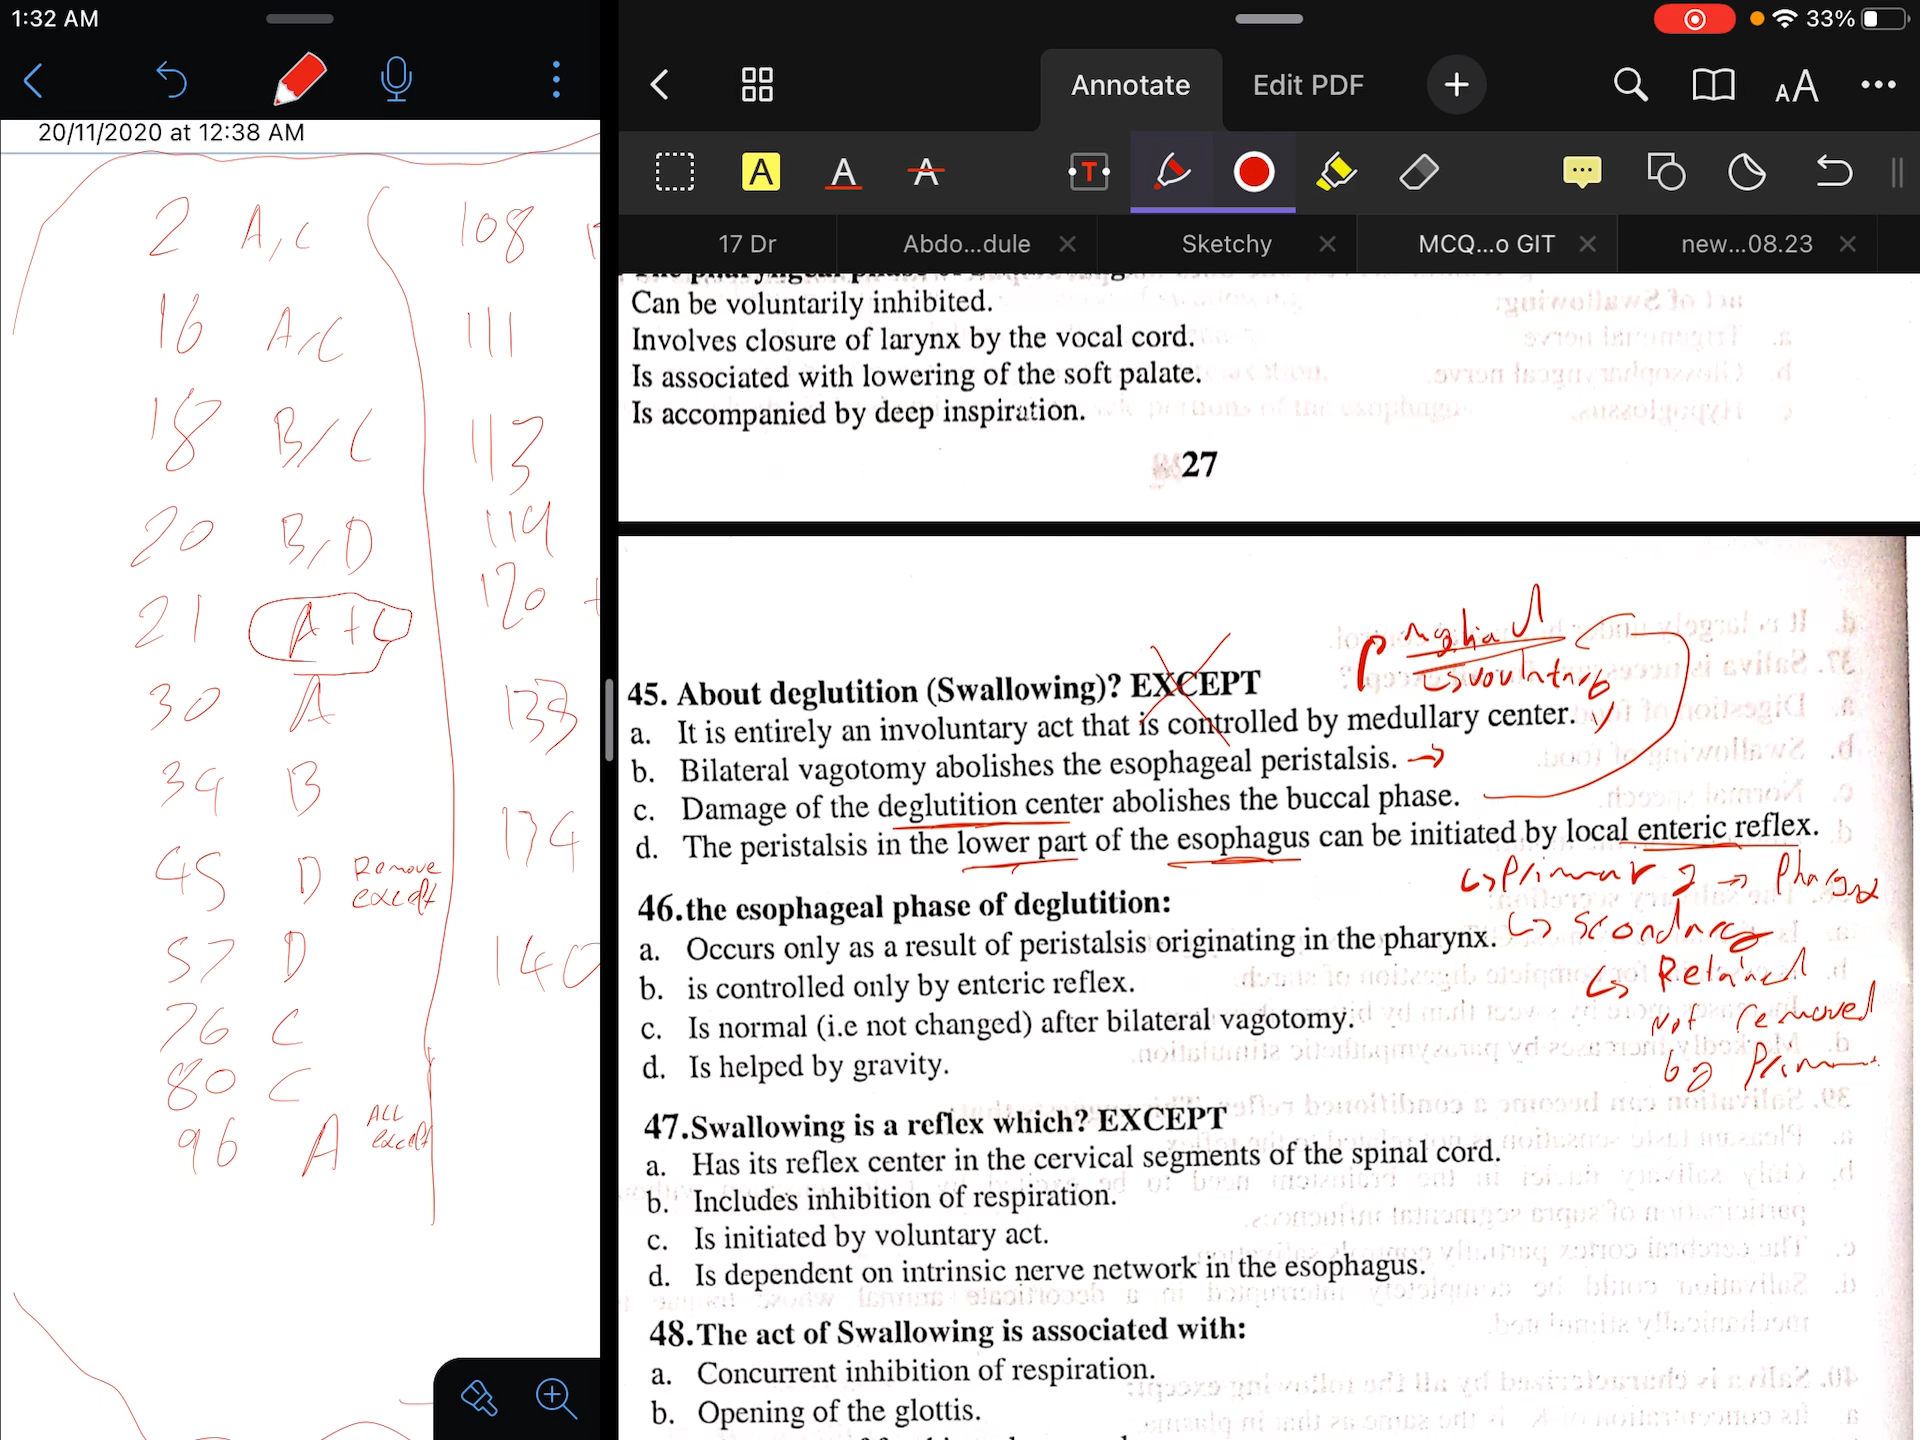 1:32 AM
33%
20/11/2020 at 12:38 AM
2 A,C
16 A/C
18 B/C
20 B/D
21 A+C
30 A
39 B
45 D Remove except
57 D
76 C
80 C
96 A ALL except
108
111
113
114
120
133
134
140
Annotate
Edit PDF
17 Dr
Abdo...dule
Sketchy
MCQ...o GIT
new...08.23
Can be voluntarily inhibited.
Involves closure of larynx by the vocal cord.
Is associated with lowering of the soft palate.
Is accompanied by deep inspiration.
27
45. About deglutition (Swallowing)? EXCEPT
a. It is entirely an involuntary act that is controlled by medullary center.
b. Bilateral vagotomy abolishes the esophageal peristalsis.
c. Damage of the deglutition center abolishes the buccal phase.
d. The peristalsis in the lower part of the esophagus can be initiated by local enteric reflex.
Secondary
Retained
Not removed
by
46.the esophageal phase of deglutition:
a. Occurs only as a result of peristalsis originating in the pharynx.
b. is controlled only by enteric reflex.
c. Is normal (i.e not changed) after bilateral vagotomy.
d. Is helped by gravity.
47.Swallowing is a reflex which? EXCEPT
a. Has its reflex center in the cervical segments of the spinal cord.
b. Includes inhibition of respiration.
c. Is initiated by voluntary act.
d. Is dependent on intrinsic nerve network in the esophagus.
48.The act of Swallowing is associated with:
a. Concurrent inhibition of respiration.
b. Opening of the glottis.